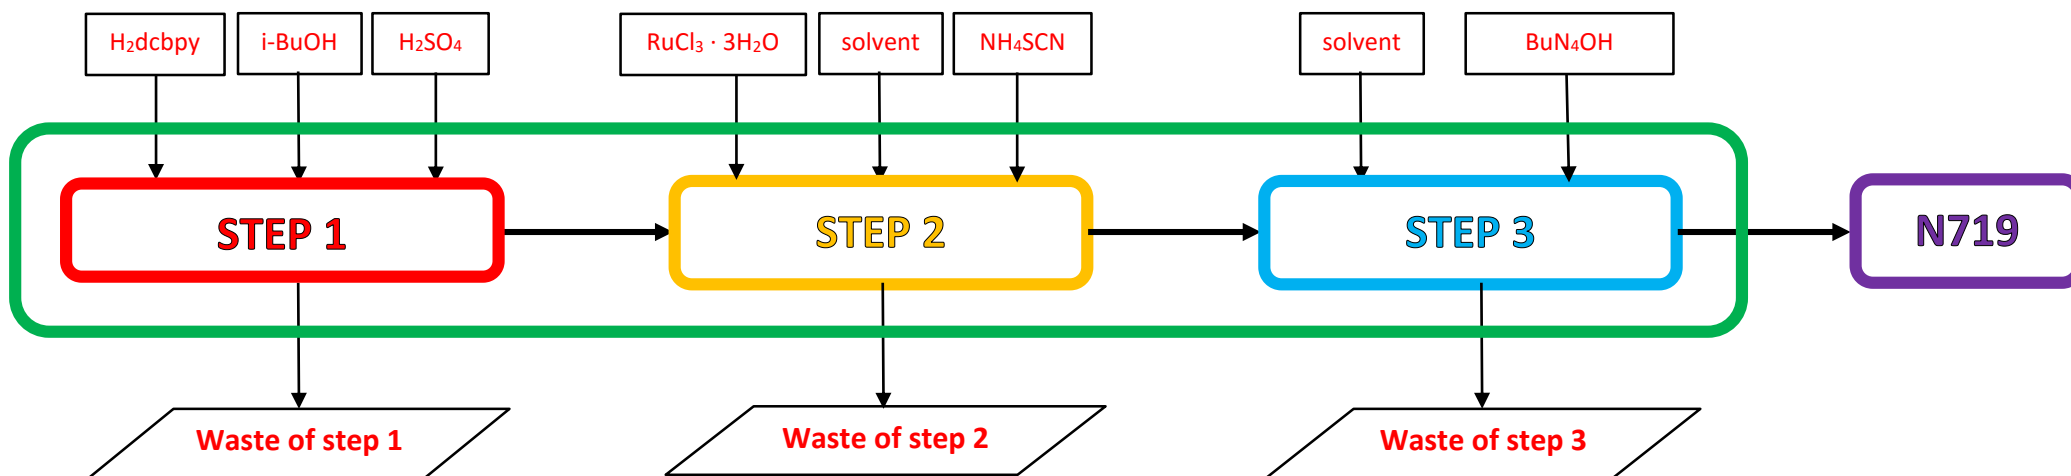 H₂dcbpy
i-BuOH
H₂SO₄
RuCl₃ · 3H₂O
solvent
NH₄SCN
solvent
BuN₄OH
STEP 1
STEP 2
STEP 3
N719
Waste of step 1
Waste of step 2
Waste of step 3